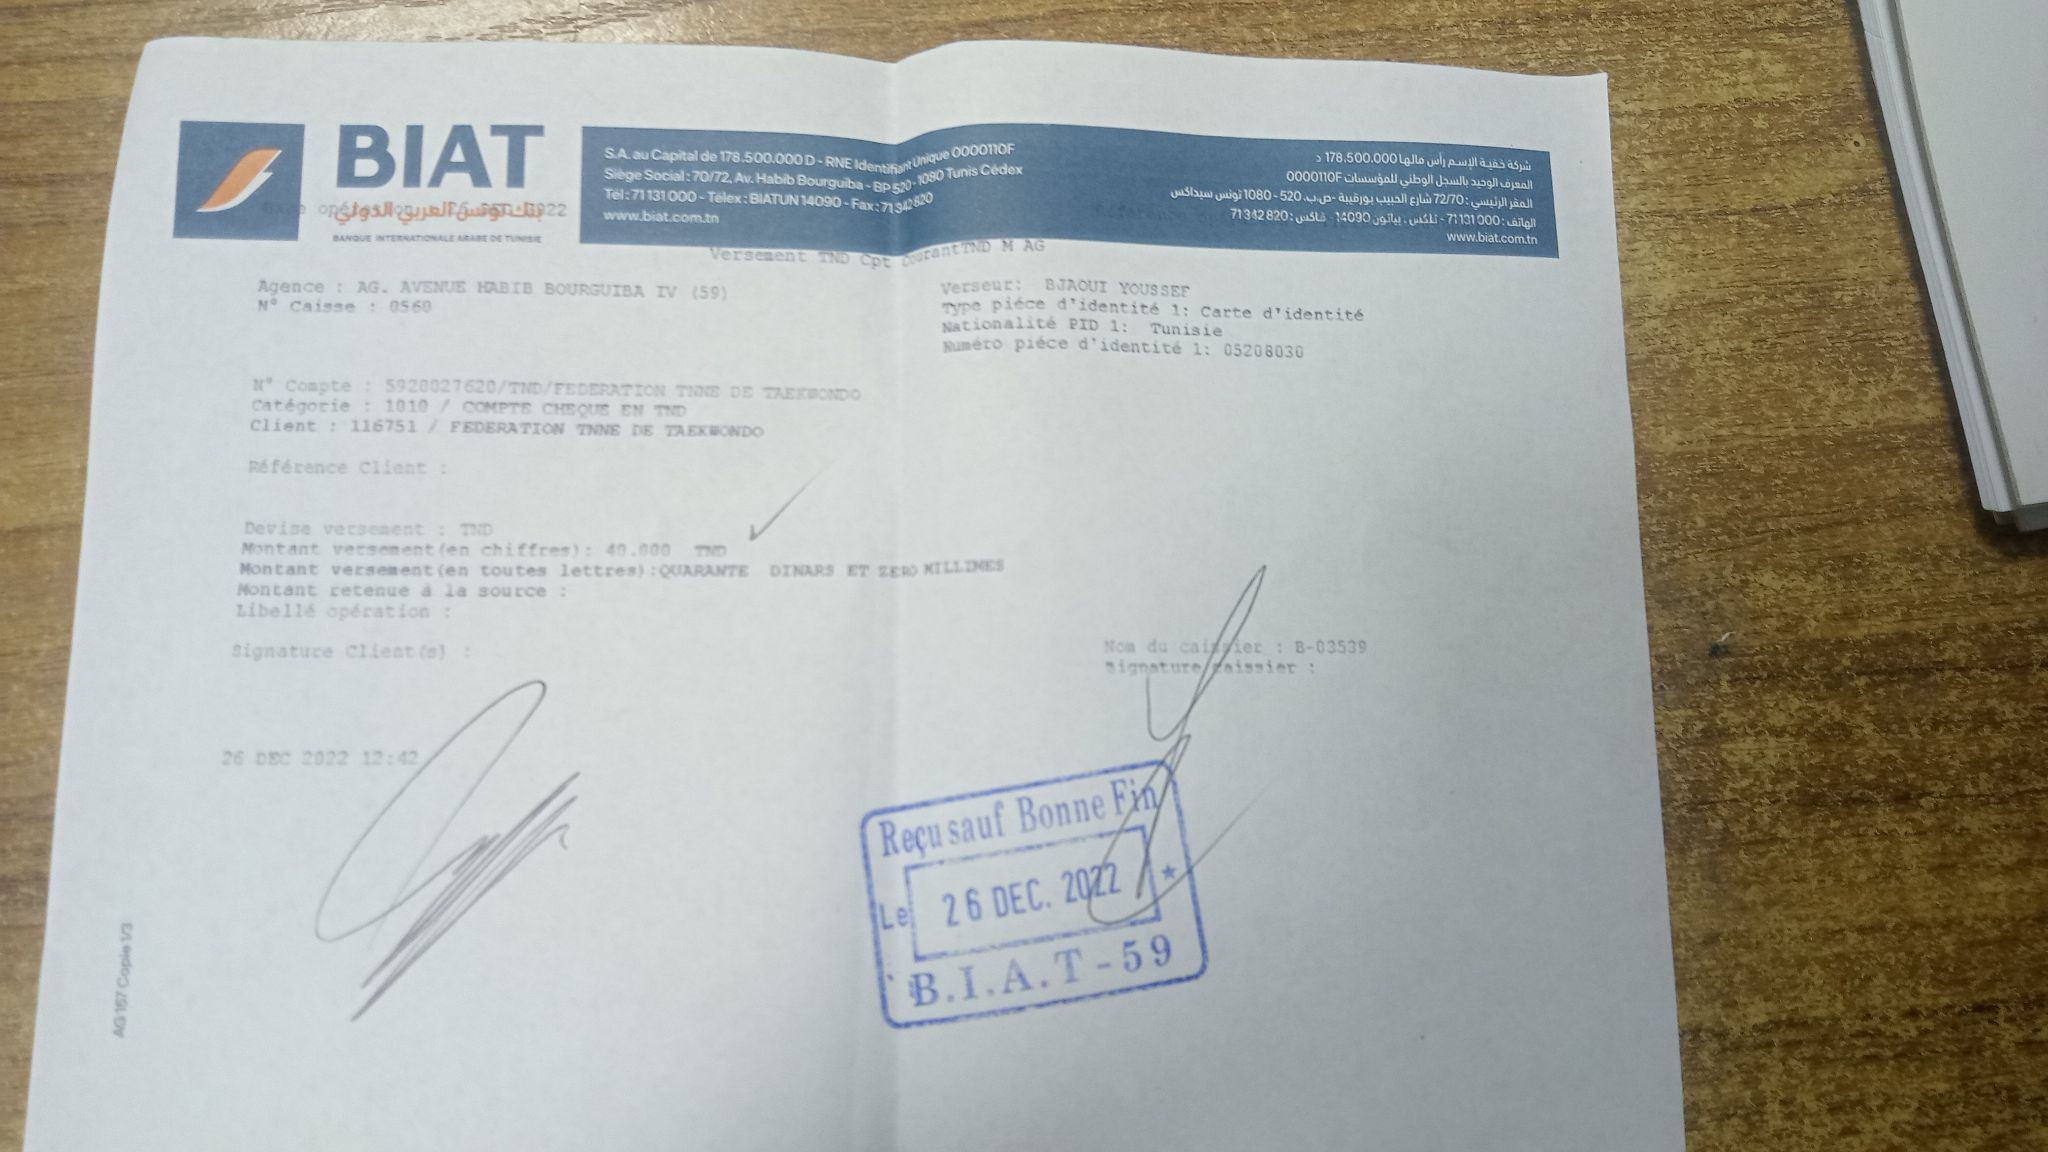 BIAT
بنك تونس العربي الدولي
BANQUE INTERNATIONALE ARABE DE TUNISIE
S.A. au Capital de 178.500.000 D - RNE Identifiant Unique 0000110F
Siège Social : 70/72, Av. Habib Bourguiba - BP 520 - 1080 Tunis Cédex
Tél : 71 131 000 - Télex : BIATUN 14090 - Fax : 71 342 820
www.biat.com.tn
شركة خفية الإسم رأس مالها 178.500.000 د
المعرف الوحيد بالسجل الوطني للمؤسسات 0000110F
المقر الرئيسي : 72/70 شارع الحبيب بورقيبة - ص.ب. 520 - 1080 تونس سيداكس
الهاتف : 71 131 000 - تلكس : بياتون 14090 - فاكس : 71 342 820
www.biat.com.tn
opération 2022
Versement TND Cpt Courant TND M AG
Agence : AG. AVENUE HABIB BOURGUIBA IV (59)
N° Caisse : 0560
Verseur: BJAOUI YOUSSEF
Type piéce d'identité 1: Carte d'identité
Nationalité PID 1: Tunisie
Numéro piéce d'identité 1: 05208030
N° Compte : 5920027620/TND/FEDERATION TNNE DE TAEKWONDO
Catégorie : 1010 / COMPTE CHEQUE EN TND
Client : 116751 / FEDERATION TNNE DE TAEKWONDO
Référence Client :
Devise versement : TND
Montant versement(en chiffres): 40.000 TND
Montant versement(en toutes lettres):QUARANTE DINARS ET ZERO MILLIMES
Montant retenue à la source :
Libellé opération :
Signature Client(s) :
Nom du caissier : B-03539
Signature caissier :
26 DEC 2022 12:42
Reçu sauf Bonne Fin
Le 26 DEC. 2022
B.I.A.T - 59
AG 167 Copie 1/3